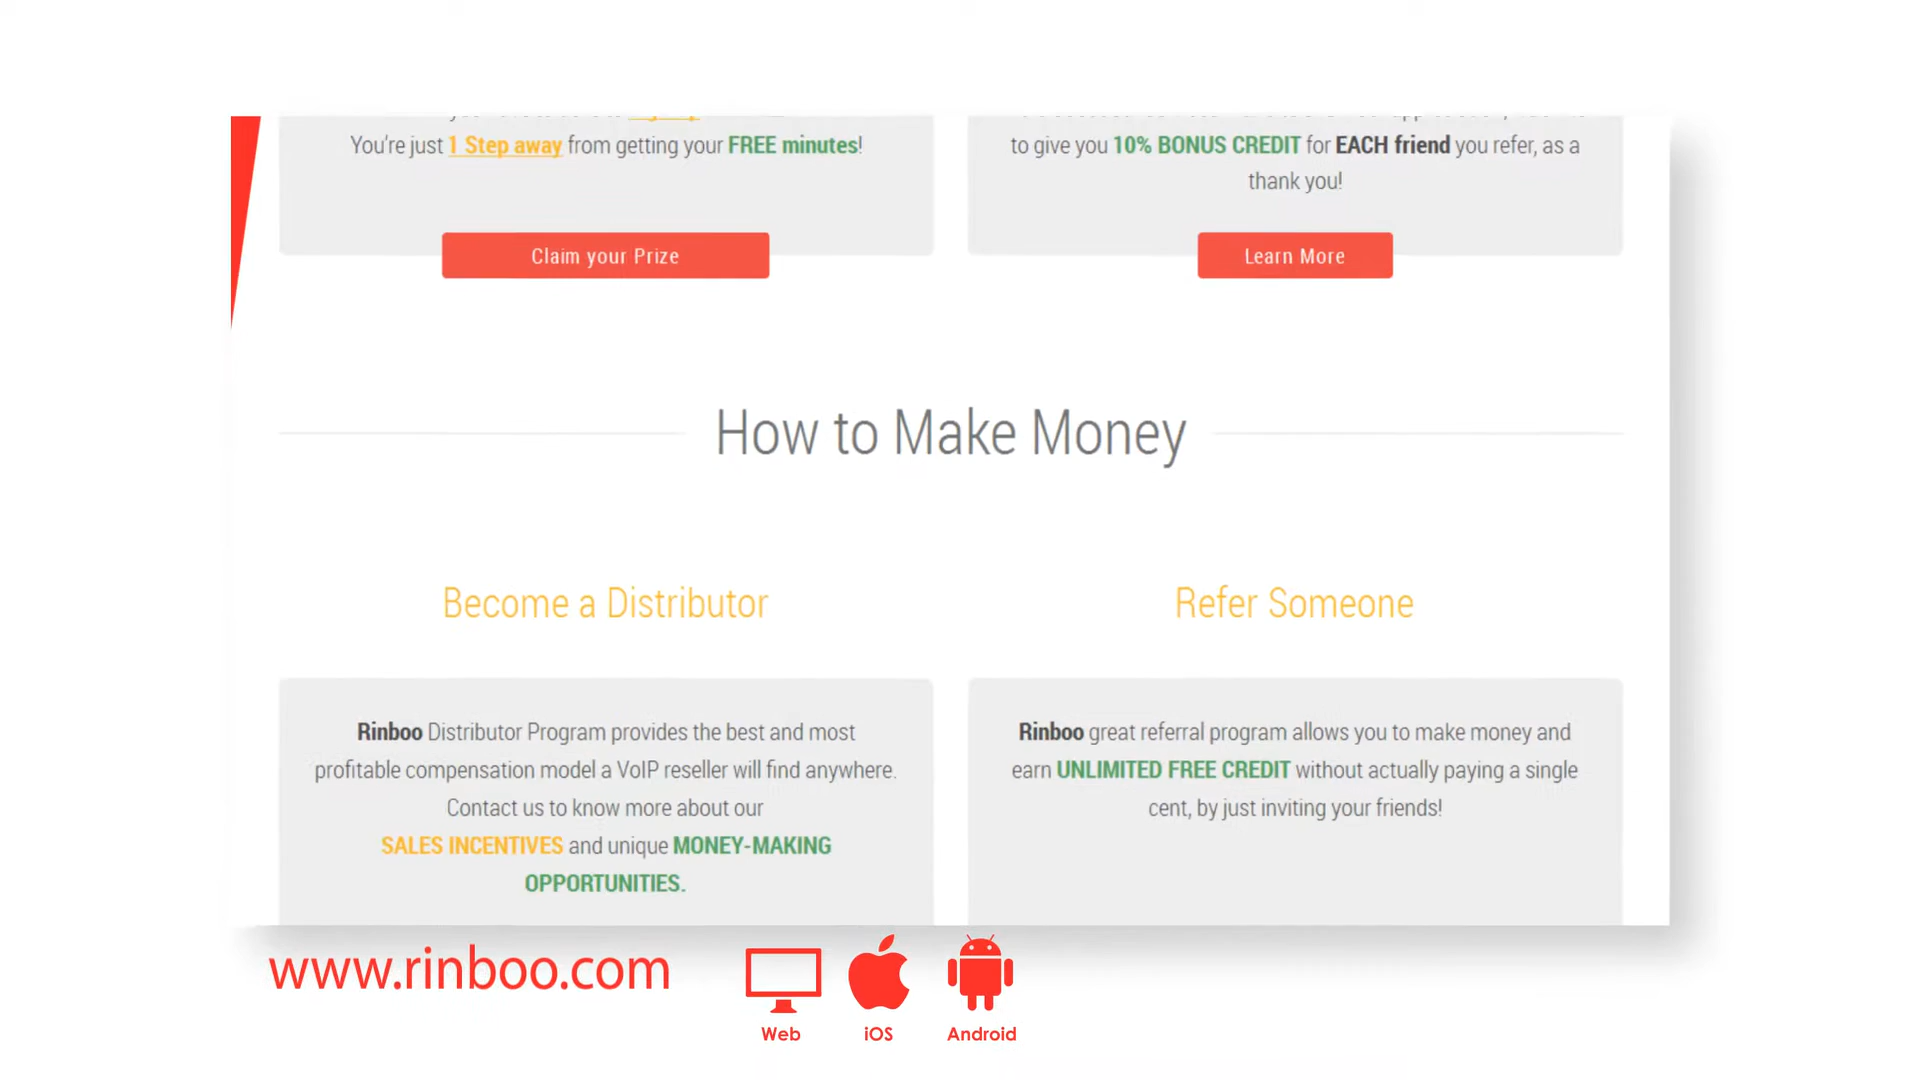 You're just 1 Step away from getting your FREE minutes!
to give you 10% BONUS CREDIT for EACH friend you refer, as a
thank you!
Claim your Prize
Learn More
How to Make Money
Become a Distributor
Refer Someone
Rinboo Distributor Program provides the best and most
profitable compensation model a VoIP reseller will find anywhere.
Contact us to know more about our
SALES INCENTIVES and unique MONEY-MAKING
OPPORTUNITIES.
Rinboo great referral program allows you to make money and
earn UNLIMITED FREE CREDIT without actually paying a single
cent, by just inviting your friends!
www.rinboo.com
Web
iOS
Android